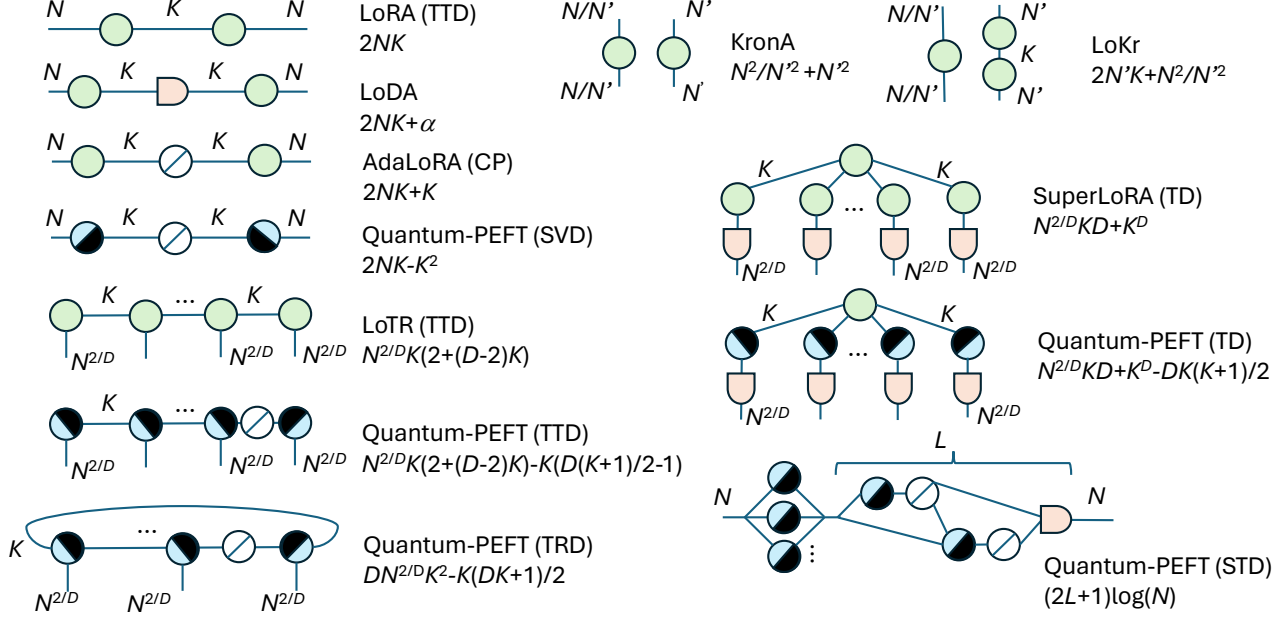 N K N
LoRA (TTD)
2NK
N K K N
LoDA
2NK+α
N K K N
AdaLoRA (CP)
2NK+K
N K K N
Quantum-PEFT (SVD)
2NK-K²
K ... K
N^{2/D} N^{2/D} N^{2/D}
LoTR (TTD)
N^{2/D}K(2+(D-2)K)
K ...
N^{2/D} N^{2/D} N^{2/D}
Quantum-PEFT (TTD)
N^{2/D}K(2+(D-2)K)-K(D(K+1)/2-1)
K ...
N^{2/D} N^{2/D} N^{2/D}
Quantum-PEFT (TRD)
DN^{2/D}K²-K(DK+1)/2
N/N’ N’
N/N’ N’
KronA
N²/N’²+N’²
N/N’ N’
K
N/N’ N’
LoKr
2N’K+N²/N’²
K K
...
N^{2/D} N^{2/D} N^{2/D}
SuperLoRA (TD)
N^{2/D}KD+K^D
K K
...
N^{2/D} N^{2/D}
Quantum-PEFT (TD)
N^{2/D}KD+K^D-DK(K+1)/2
L
N N
⋮
Quantum-PEFT (STD)
(2L+1)log(N)